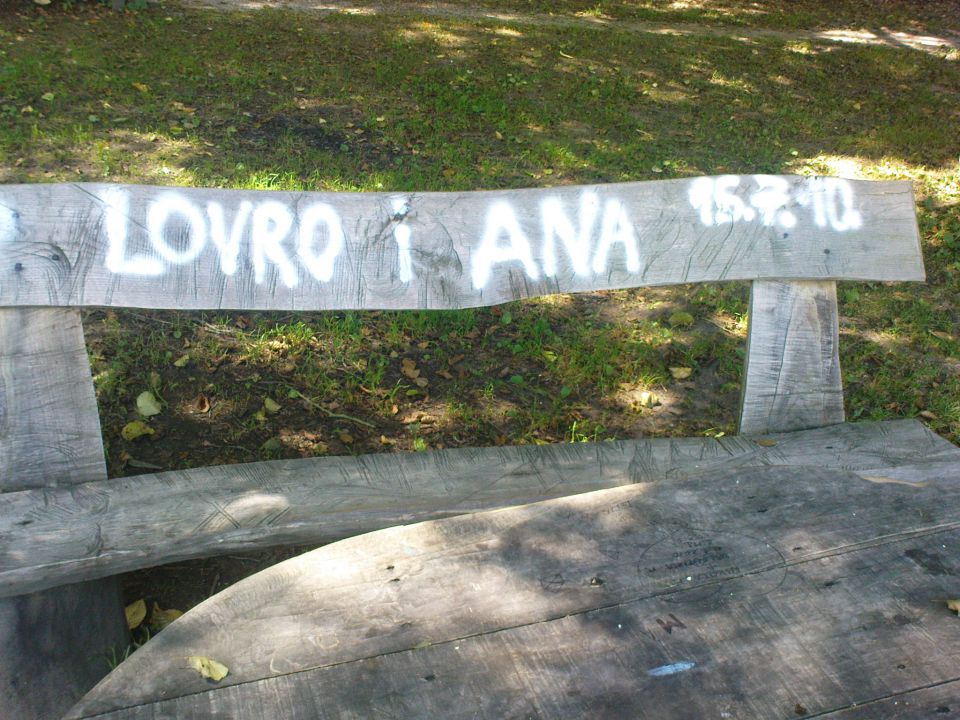 LOVRO i ANA 15.7.10.
M